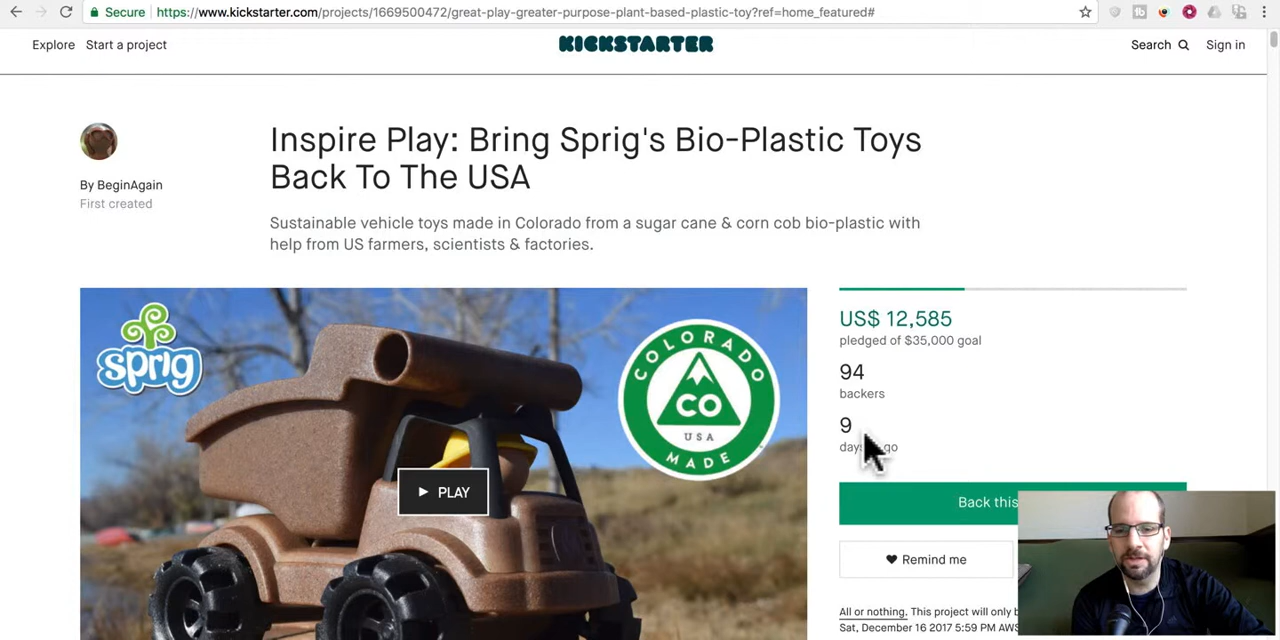 Secure https://www.kickstarter.com/projects/1669500472/great-play-greater-purpose-plant-based-plastic-toy?ref=home_featured#
Explore Start a project KICKSTARTER Search Sign in
Inspire Play: Bring Sprig's Bio-Plastic Toys
Back To The USA
By BeginAgain
First created
Sustainable vehicle toys made in Colorado from a sugar cane & corn cob bio-plastic with
help from US farmers, scientists & factories.
sprig
COLORADO
CO
USA
MADE
PLAY
US$ 12,585
pledged of $35,000 goal
94
backers
9
Back this
Remind me
All or nothing. This project will only
Sat, December 16 2017 5:59 PM